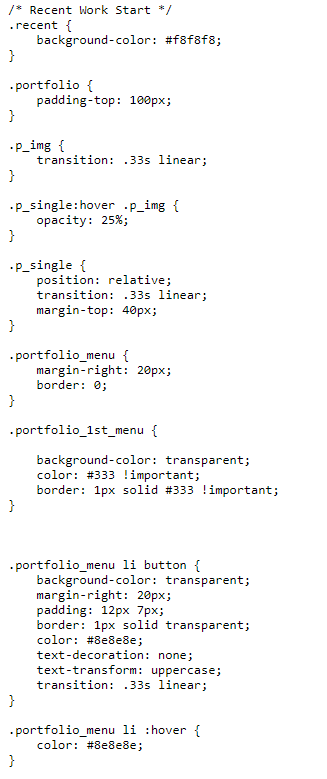 /* Recent Work Start */
.recent {
    background-color: #f8f8f8;
}

.portfolio {
    padding-top: 100px;
}

.p_img {
    transition: .33s linear;
}

.p_single:hover .p_img {
    opacity: 25%;
}

.p_single {
    position: relative;
    transition: .33s linear;
    margin-top: 40px;
}

.portfolio_menu {
    margin-right: 20px;
    border: 0;
}

.portfolio_1st_menu {

    background-color: transparent;
    color: #333 !important;
    border: 1px solid #333 !important;
}



.portfolio_menu li button {
    background-color: transparent;
    margin-right: 20px;
    padding: 12px 7px;
    border: 1px solid transparent;
    color: #8e8e8e;
    text-decoration: none;
    text-transform: uppercase;
    transition: .33s linear;
}

.portfolio_menu li :hover {
    color: #8e8e8e;
}